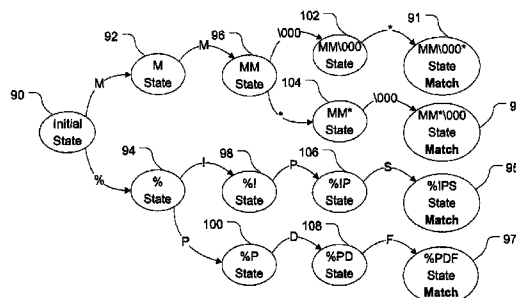 90
Initial
State
M
%
92
M
State
M
96
MM
State
\000
*
102
MM\000
State
*
91
MM\000*
State
Match
104
MM*
State
\000
9
MM*\000
State
Match
94
%
State
I
P
98
%I
State
P
106
%IP
State
S
%IPS
State
Match
100
%P
State
D
108
%PD
State
F
97
%PDF
State
Match